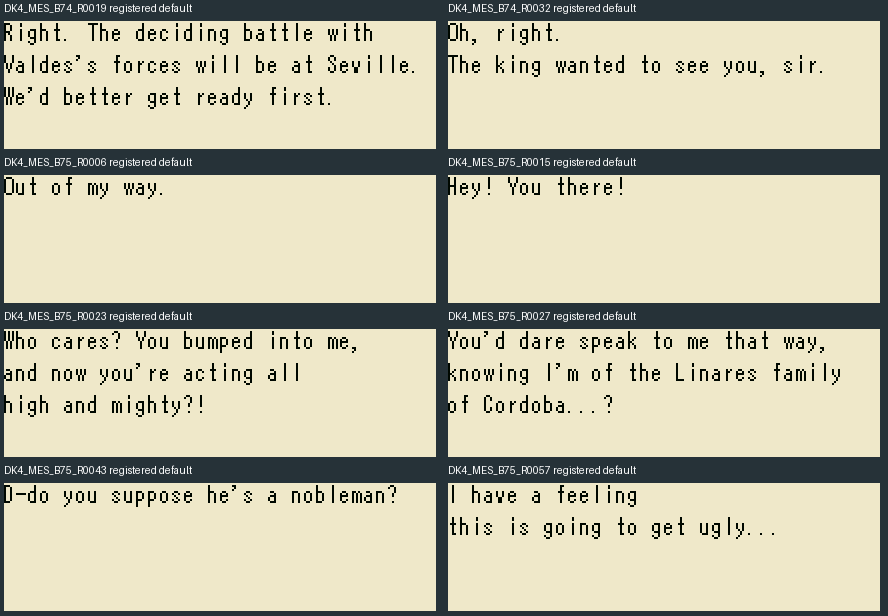 DK4_MES_B74_R0019 registered default
Right. The deciding battle with
Valdes's forces will be at Seville.
We'd better get ready first.
DK4_MES_B74_R0032 registered default
Oh, right.
The king wanted to see you, sir.
DK4_MES_B75_R0006 registered default
Out of my way.
DK4_MES_B75_R0015 registered default
Hey! You there!
DK4_MES_B75_R0023 registered default
Who cares? You bumped into me,
and now you're acting all
high and mighty?!
DK4_MES_B75_R0027 registered default
You'd dare speak to me that way,
knowing I'm of the Linares family
of Cordoba...?
DK4_MES_B75_R0043 registered default
D-do you suppose he's a nobleman?
DK4_MES_B75_R0057 registered default
I have a feeling
this is going to get ugly...